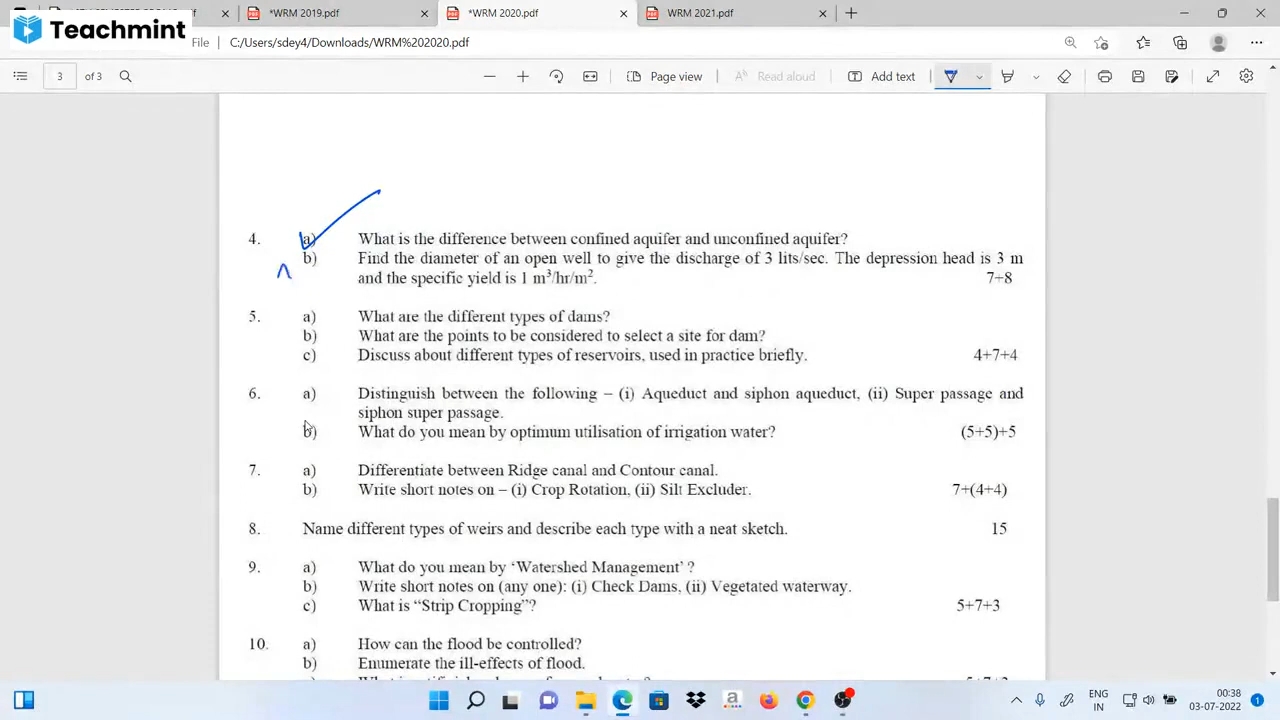 *WRM 2019.pdf
*WRM 2020.pdf
WRM 2021.pdf
Teachmint
File
C:/Users/sdey4/Downloads/WRM%202020.pdf
3 of 3
Page view
Read aloud
Add text
4. a) What is the difference between confined aquifer and unconfined aquifer?
b) Find the diameter of an open well to give the discharge of 3 lits/sec. The depression head is 3 m
and the specific yield is 1 m³/hr/m². 7+8
5. a) What are the different types of dams?
b) What are the points to be considered to select a site for dam?
c) Discuss about different types of reservoirs, used in practice briefly. 4+7+4
6. a) Distinguish between the following – (i) Aqueduct and siphon aqueduct, (ii) Super passage and
siphon super passage.
b) What do you mean by optimum utilisation of irrigation water? (5+5)+5
7. a) Differentiate between Ridge canal and Contour canal.
b) Write short notes on – (i) Crop Rotation, (ii) Silt Excluder. 7+(4+4)
8. Name different types of weirs and describe each type with a neat sketch. 15
9. a) What do you mean by ‘Watershed Management’ ?
b) Write short notes on (any one): (i) Check Dams, (ii) Vegetated waterway.
c) What is “Strip Cropping”? 5+7+3
10. a) How can the flood be controlled?
b) Enumerate the ill-effects of flood.
ENG
IN
00:38
03-07-2022
1